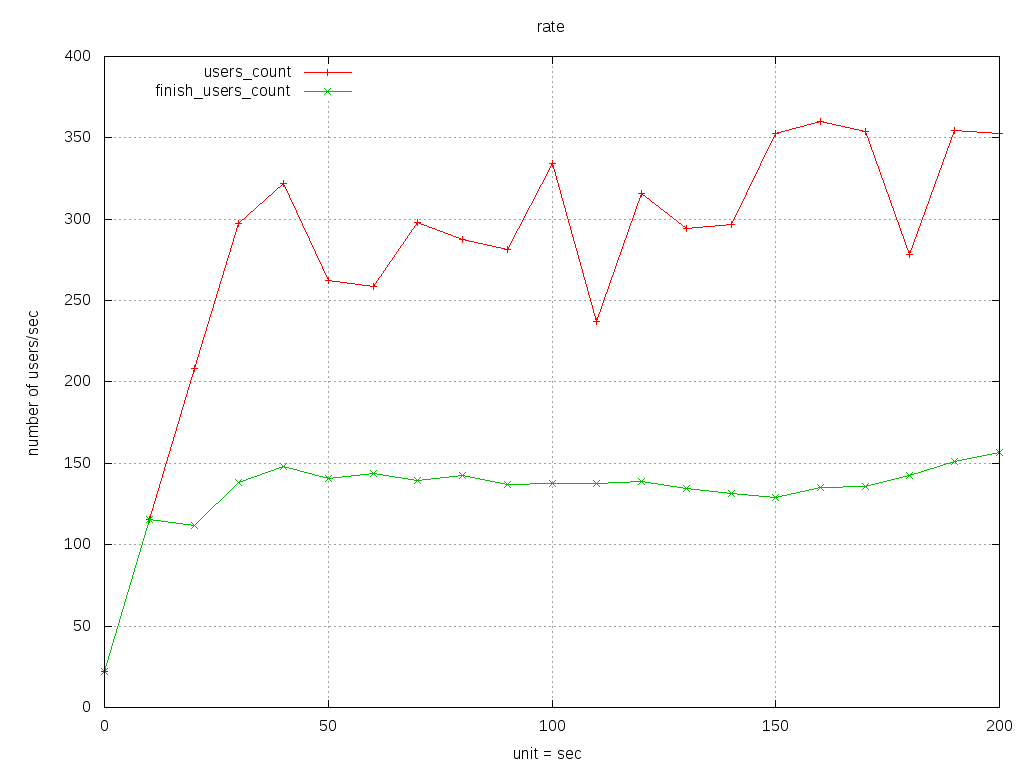 rate
400
350
300
250
200
150
100
50
0
users_count
finish_users_count
number of users/sec
0 50 100 150 200
unit = sec